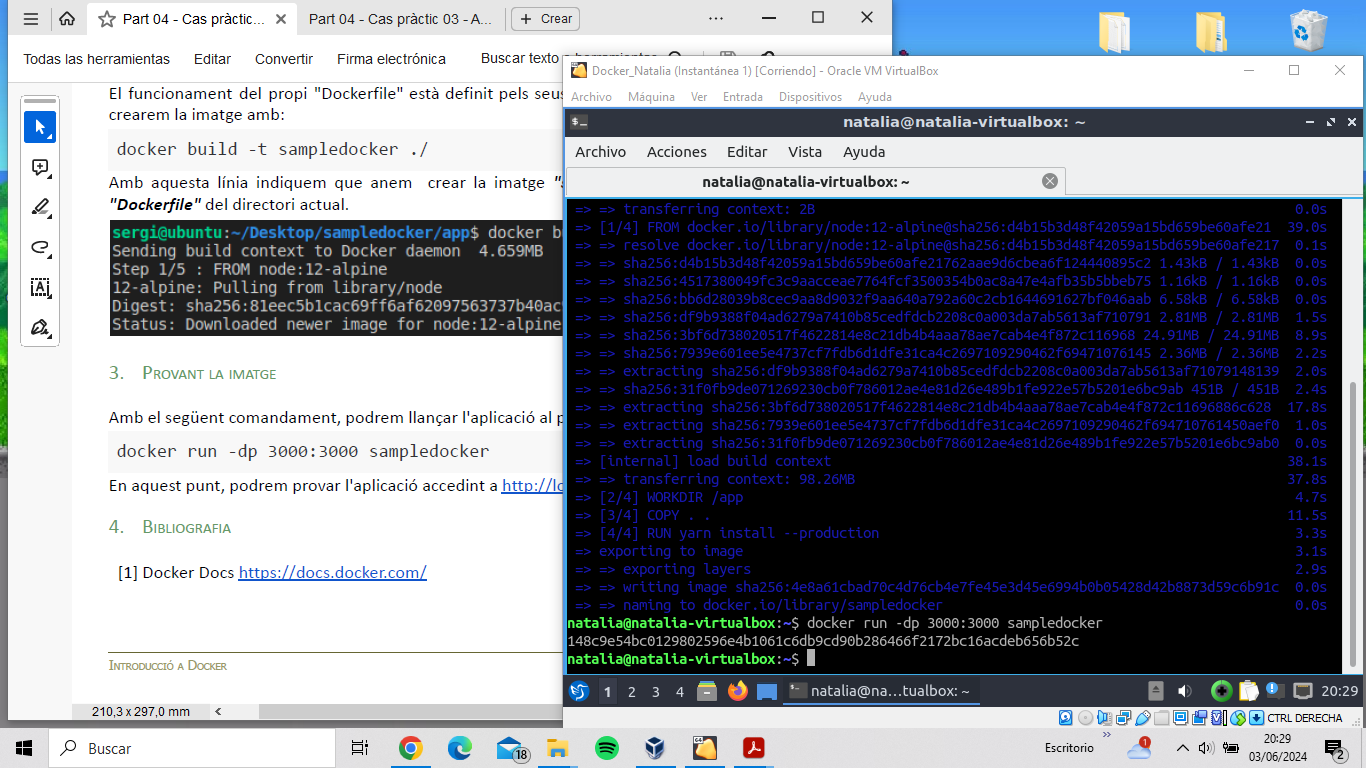 Part 04 - Cas pràctic...
Part 04 - Cas pràctic 03 - A...
Crear
Todas las herramientas
Editar
Convertir
Firma electrónica
Buscar texto
El funcionament del propi "Dockerfile" està definit pels seus
crearem la imatge amb:
docker build -t sampledocker ./
Amb aquesta línia indiquem que anem crear la imatge
"Dockerfile" del directori actual.
sergi@ubuntu:~/Desktop/sampledocker/app$ docker bu
Sending build context to Docker daemon 4.659MB
Step 1/5 : FROM node:12-alpine
12-alpine: Pulling from library/node
Digest: sha256:81eec5b1cac69ff6af62097563737b40ac
Status: Downloaded newer image for node:12-alpine
3. Provant la imatge
Amb el següent comandament, podrem llançar l'aplicació al p
docker run -dp 3000:3000 sampledocker
En aquest punt, podrem provar l'aplicació accedint a http://lo
4. Bibliografia
[1] Docker Docs https://docs.docker.com/
Introducció a Docker
210,3 x 297,0 mm
Docker_Natalia (Instantánea 1) [Corriendo] - Oracle VM VirtualBox
Archivo Máquina Ver Entrada Dispositivos Ayuda
natalia@natalia-virtualbox: ~
Archivo Acciones Editar Vista Ayuda
natalia@natalia-virtualbox: ~
=> => transferring context: 2B 0.0s
=> [1/4] FROM docker.io/library/node:12-alpine@sha256:d4b15b3d48f42059a15bd659be60afe21 39.0s
=> => resolve docker.io/library/node:12-alpine@sha256:d4b15b3d48f42059a15bd659be60afe217 0.1s
=> => sha256:d4b15b3d48f42059a15bd659be60afe21762aae9d6cbea6f124440895c2 1.43kB / 1.43kB 0.0s
=> => sha256:4517380949fc3c9aacceae7764fcf3500354b0ac8a47e4afb35b5bbeb75 1.16kB / 1.16kB 0.0s
=> => sha256:bb6d28039b8cec9aa8d9032f9aa640a792a60c2cb1644691627bf046aab 6.58kB / 6.58kB 0.0s
=> => sha256:df9b9388f04ad6279a7410b85cedfdcb2208c0a003da7ab5613af710791 2.81MB / 2.81MB 1.5s
=> => sha256:3bf6d738020517f4622814e8c21db4b4aaa78ae7cab4e4f872c116968 24.91MB / 24.91MB 8.9s
=> => sha256:7939e601ee5e4737cf7fdb6d1dfe31ca4c2697109290462f69471076145 2.36MB / 2.36MB 2.2s
=> => extracting sha256:df9b9388f04ad6279a7410b85cedfdcb2208c0a003da7ab5613af71079148139 2.0s
=> => sha256:31f0fb9de071269230cb0f786012ae4e81d26e489b1fe922e57b5201e6bc9ab 451B / 451B 2.4s
=> => extracting sha256:3bf6d738020517f4622814e8c21db4b4aaa78ae7cab4e4f872c11696886c628 17.8s
=> => extracting sha256:7939e601ee5e4737cf7fdb6d1dfe31ca4c2697109290462f694710761450aef0 1.0s
=> => extracting sha256:31f0fb9de071269230cb0f786012ae4e81d26e489b1fe922e57b5201e6bc9ab0 0.0s
=> [internal] load build context 38.1s
=> => transferring context: 98.26MB 37.8s
=> [2/4] WORKDIR /app 4.7s
=> [3/4] COPY . . 11.5s
=> [4/4] RUN yarn install --production 3.3s
=> exporting to image 3.1s
=> => exporting layers 2.9s
=> => writing image sha256:4e8a61cbad70c4d76cb4e7fe45e3d45e6994b0b05428d42b8873d59c6b91c 0.0s
=> => naming to docker.io/library/sampledocker 0.0s
natalia@natalia-virtualbox:~$ docker run -dp 3000:3000 sampledocker
148c9e54bc0129802596e4b1061c6db9cd90b286466f2172bc16acdeb656b52c
natalia@natalia-virtualbox:~$
1 2 3 4 natalia@na...tualbox: ~ 20:29
CTRL DERECHA
Buscar
18
Escritorio
1
20:29
03/06/2024
2